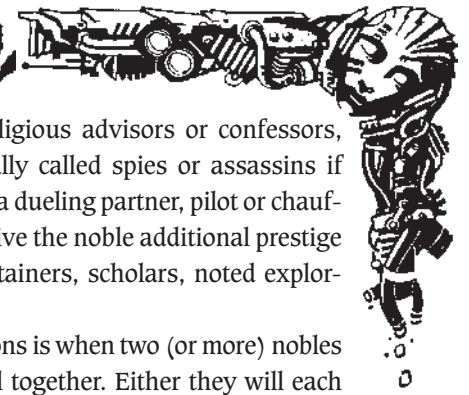 ligious advisors or confessors,
lly called spies or assassins if
a dueling partner, pilot or chauf-
ive the noble additional prestige
tainers, scholars, noted explor-
ons is when two (or more) nobles
l together. Either they will each